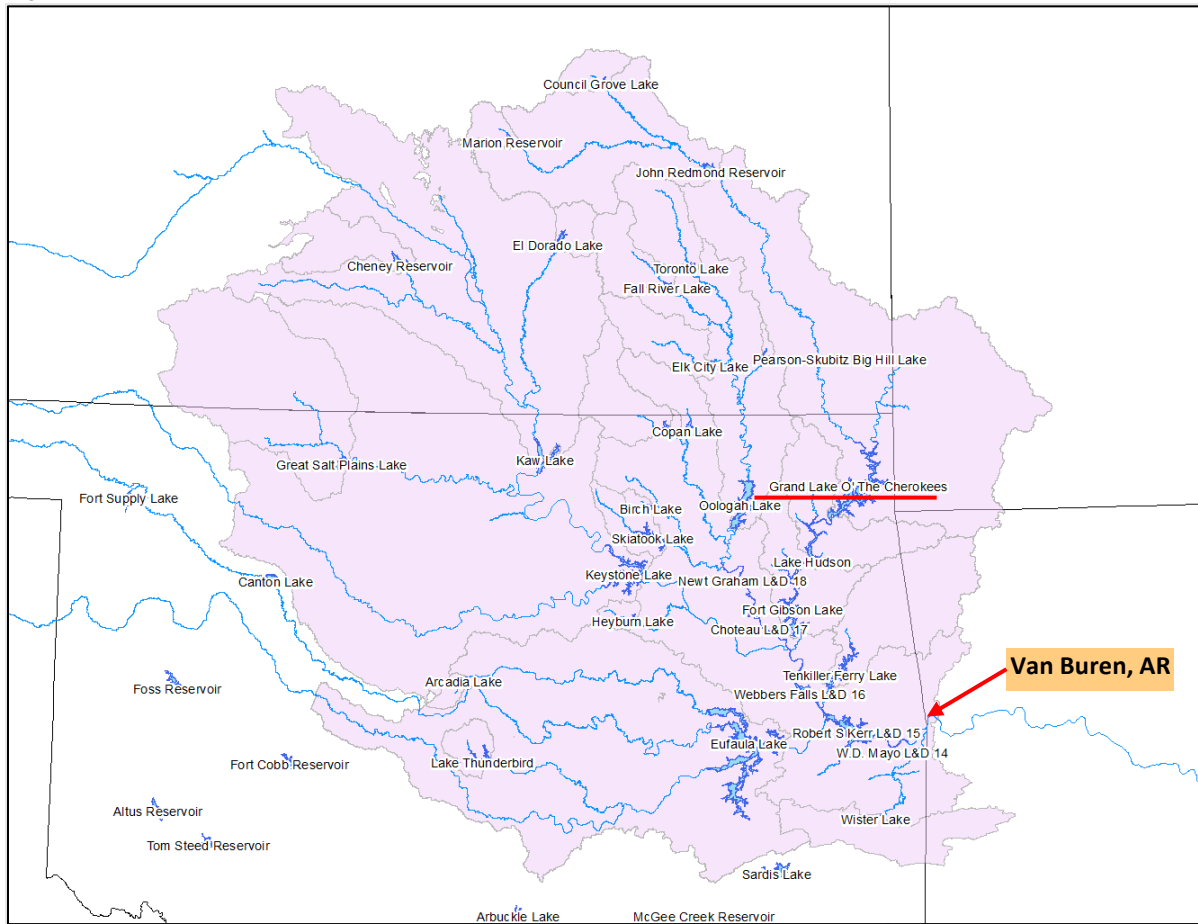 Council Grove Lake
Marion Reservoir
John Redmond Reservoir
El Dorado Lake
Cheney Reservoir
Toronto Lake
Fall River Lake
Pearson-Skubitz Big Hill Lake
Elk City Lake
Copan Lake
Kaw Lake
Great Salt Plains Lake
Grand Lake O' The Cherokees
Fort Supply Lake
Oologah Lake
Birch Lake
Skiatook Lake
Lake Hudson
Keystone Lake
Newt Graham L&D 18
Canton Lake
Fort Gibson Lake
Heyburn Lake
Choteau L&D 17
Van Buren, AR
Tenkiller Ferry Lake
Arcadia Lake
Foss Reservoir
Webbers Falls L&D 16
Robert S Kerr L&D 15
Eufaula Lake
W.D. Mayo L&D 14
Lake Thunderbird
Fort Cobb Reservoir
Altus Reservoir
Wister Lake
Tom Steed Reservoir
Sardis Lake
Arbuckle Lake
McGee Creek Reservoir